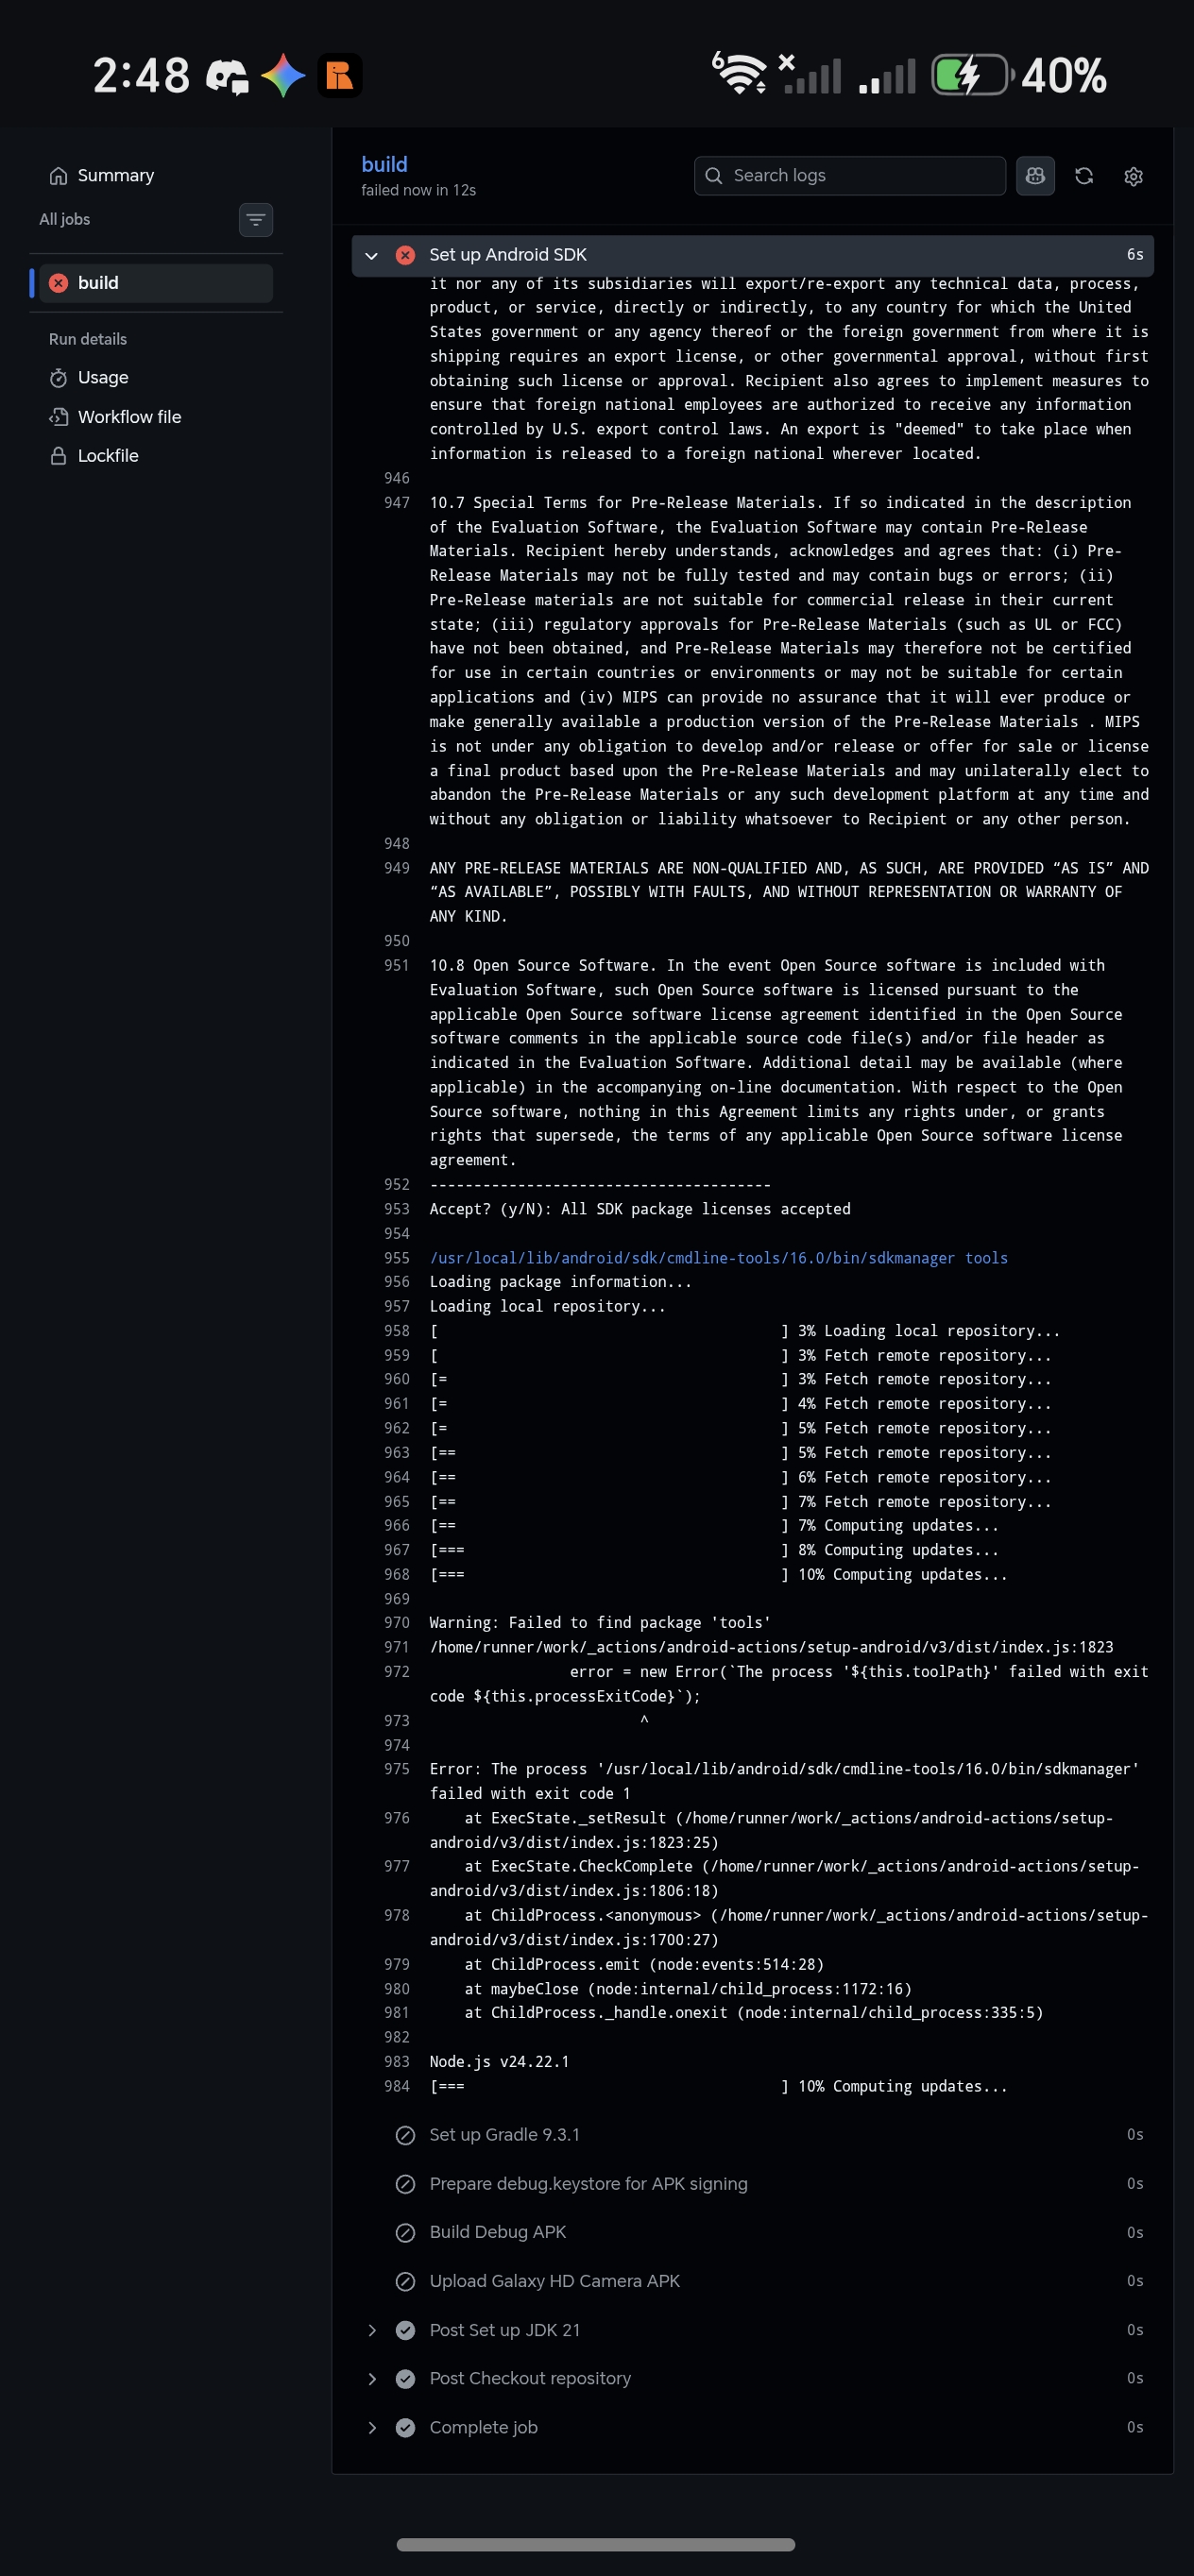 2:48
6
40%
Summary
All jobs
build
Run details
Usage
Workflow file
Lockfile
build
failed now in 12s
Search logs
Set up Android SDK 6s
it nor any of its subsidiaries will export/re-export any technical data, process,
product, or service, directly or indirectly, to any country for which the United
States government or any agency thereof or the foreign government from where it is
shipping requires an export license, or other governmental approval, without first
obtaining such license or approval. Recipient also agrees to implement measures to
ensure that foreign national employees are authorized to receive any information
controlled by U.S. export control laws. An export is "deemed" to take place when
information is released to a foreign national wherever located.
946
947 10.7 Special Terms for Pre-Release Materials. If so indicated in the description
of the Evaluation Software, the Evaluation Software may contain Pre-Release
Materials. Recipient hereby understands, acknowledges and agrees that: (i) Pre-
Release Materials may not be fully tested and may contain bugs or errors; (ii)
Pre-Release materials are not suitable for commercial release in their current
state; (iii) regulatory approvals for Pre-Release Materials (such as UL or FCC)
have not been obtained, and Pre-Release Materials may therefore not be certified
for use in certain countries or environments or may not be suitable for certain
applications and (iv) MIPS can provide no assurance that it will ever produce or
make generally available a production version of the Pre-Release Materials . MIPS
is not under any obligation to develop and/or release or offer for sale or license
a final product based upon the Pre-Release Materials and may unilaterally elect to
abandon the Pre-Release Materials or any such development platform at any time and
without any obligation or liability whatsoever to Recipient or any other person.
948
949 ANY PRE-RELEASE MATERIALS ARE NON-QUALIFIED AND, AS SUCH, ARE PROVIDED “AS IS” AND
“AS AVAILABLE”, POSSIBLY WITH FAULTS, AND WITHOUT REPRESENTATION OR WARRANTY OF
ANY KIND.
950
951 10.8 Open Source Software. In the event Open Source software is included with
Evaluation Software, such Open Source software is licensed pursuant to the
applicable Open Source software license agreement identified in the Open Source
software comments in the applicable source code file(s) and/or file header as
indicated in the Evaluation Software. Additional detail may be available (where
applicable) in the accompanying on-line documentation. With respect to the Open
Source software, nothing in this Agreement limits any rights under, or grants
rights that supersede, the terms of any applicable Open Source software license
agreement.
952 ---------------------------------------
953 Accept? (y/N): All SDK package licenses accepted
954
955 /usr/local/lib/android/sdk/cmdline-tools/16.0/bin/sdkmanager tools
956 Loading package information...
957 Loading local repository...
958 [                                       ] 3% Loading local repository...
959 [                                       ] 3% Fetch remote repository...
960 [=                                      ] 3% Fetch remote repository...
961 [=                                      ] 4% Fetch remote repository...
962 [=                                      ] 5% Fetch remote repository...
963 [==                                     ] 5% Fetch remote repository...
964 [==                                     ] 6% Fetch remote repository...
965 [==                                     ] 7% Fetch remote repository...
966 [==                                     ] 7% Computing updates...
967 [===                                    ] 8% Computing updates...
968 [===                                    ] 10% Computing updates...
969
970 Warning: Failed to find package 'tools'
971 /home/runner/work/_actions/android-actions/setup-android/v3/dist/index.js:1823
972 error = new Error(`The process '${this.toolPath}' failed with exit
code ${this.processExitCode}`);
973 ^
974
975 Error: The process '/usr/local/lib/android/sdk/cmdline-tools/16.0/bin/sdkmanager'
failed with exit code 1
976 at ExecState._setResult (/home/runner/work/_actions/android-actions/setup-
android/v3/dist/index.js:1823:25)
977 at ExecState.CheckComplete (/home/runner/work/_actions/android-actions/setup-
android/v3/dist/index.js:1806:18)
978 at ChildProcess.<anonymous> (/home/runner/work/_actions/android-actions/setup-
android/v3/dist/index.js:1700:27)
979 at ChildProcess.emit (node:events:514:28)
980 at maybeClose (node:internal/child_process:1172:16)
981 at ChildProcess._handle.onexit (node:internal/child_process:335:5)
982
983 Node.js v24.22.1
984 [===                                    ] 10% Computing updates...
Set up Gradle 9.3.1 0s
Prepare debug.keystore for APK signing 0s
Build Debug APK 0s
Upload Galaxy HD Camera APK 0s
Post Set up JDK 21 0s
Post Checkout repository 0s
Complete job 0s